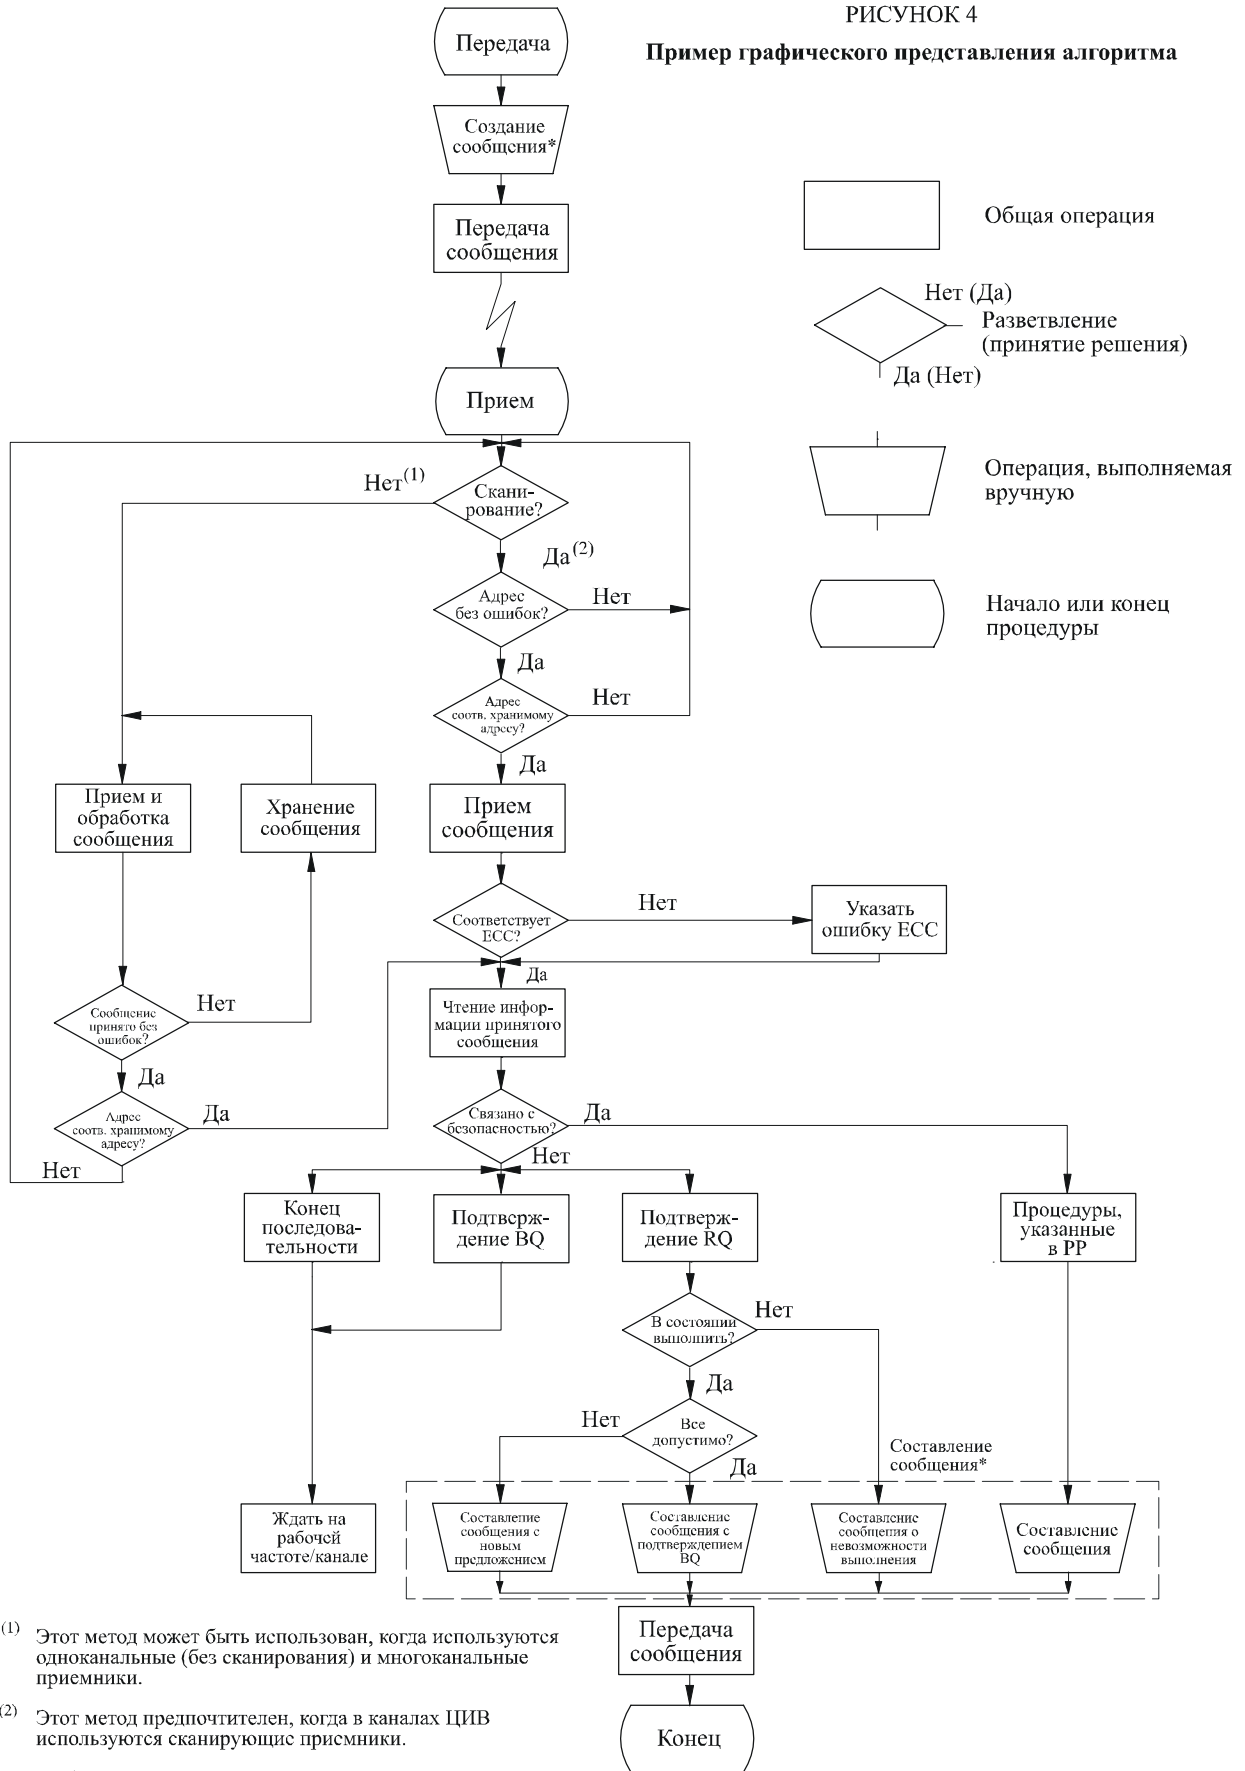 РИСУНОК 4
Пример графического представления алгоритма
Передача
Создание
сообщения*
Передача
сообщения
Общая операция
Нет (Да)
Разветвление
(принятие решения)
Да (Нет)
Прием
Операция, выполняемая
вручную
Нет(1)
Скани-
рование?
Да(2)
Адрес
без ошибок?
Нет
Начало или конец
процедуры
Да
Адрес
соотв. хранимому
адресу?
Нет
Да
Прием и
обработка
сообщения
Хранение
сообщения
Прием
сообщения
Соответствует
ECC?
Нет
Указать
ошибку ECC
Да
Сообщение
принято без
ошибок?
Нет
Чтение инфор-
мации принятого
сообщения
Да
Адрес
соотв. хранимому
адресу?
Да
Нет
Связано с
безопасностью?
Да
Нет
Конец
последова-
тельности
Подтверж-
дение BQ
Подтверж-
дение RQ
Процедуры,
указанные
в РР
В состоянии
выполнить?
Нет
Да
Нет
Все
допустимо?
Да
Составление
сообщения*
Ждать на
рабочей
частоте/канале
Составление
сообщения с
новым
предложением
Составление
сообщения с
подтверждением
BQ
Составление
сообщения о
невозможности
выполнения
Составление
сообщения
Передача
сообщения
Конец
(1) Этот метод может быть использован, когда используются
одноканальные (без сканирования) и многоканальные
приемники.
(2) Этот метод предпочтителен, когда в каналах ЦИВ
используются сканирующие приемники.